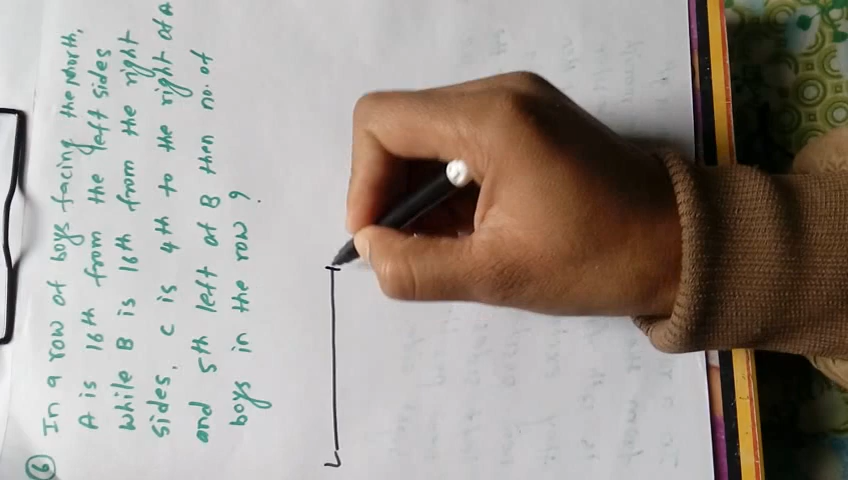 6 In a row of boys facing the North,
A is 16th from the left sides
while B is 16th from the right
sides. C is 4th to the right of A
and 5th left of B then no. of
boys in the row ?
L